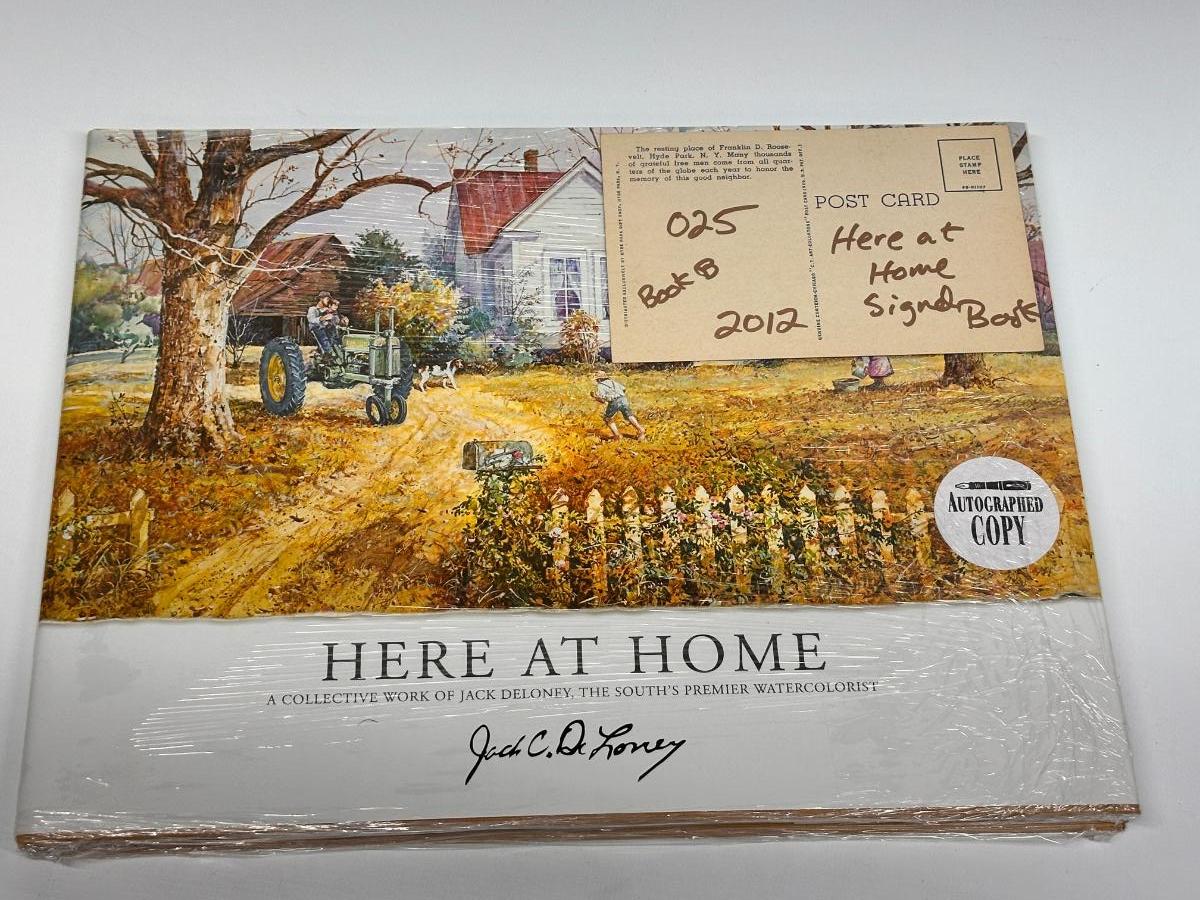 The resting place of Franklin D. Roose-
velt, Hyde Park, N. Y. Many thousands
of grateful free men come from all quar-
ters of the globe each year to honor the
memory of this good neighbor.
PLACE
STAMP
HERE
POST CARD
025
Book B
2012
Here at
Home
Signed Book
AUTOGRAPHED
COPY
HERE AT HOME
A COLLECTIVE WORK OF JACK DELONEY, THE SOUTH'S PREMIER WATERCOLORIST
Jack C. DeLoney